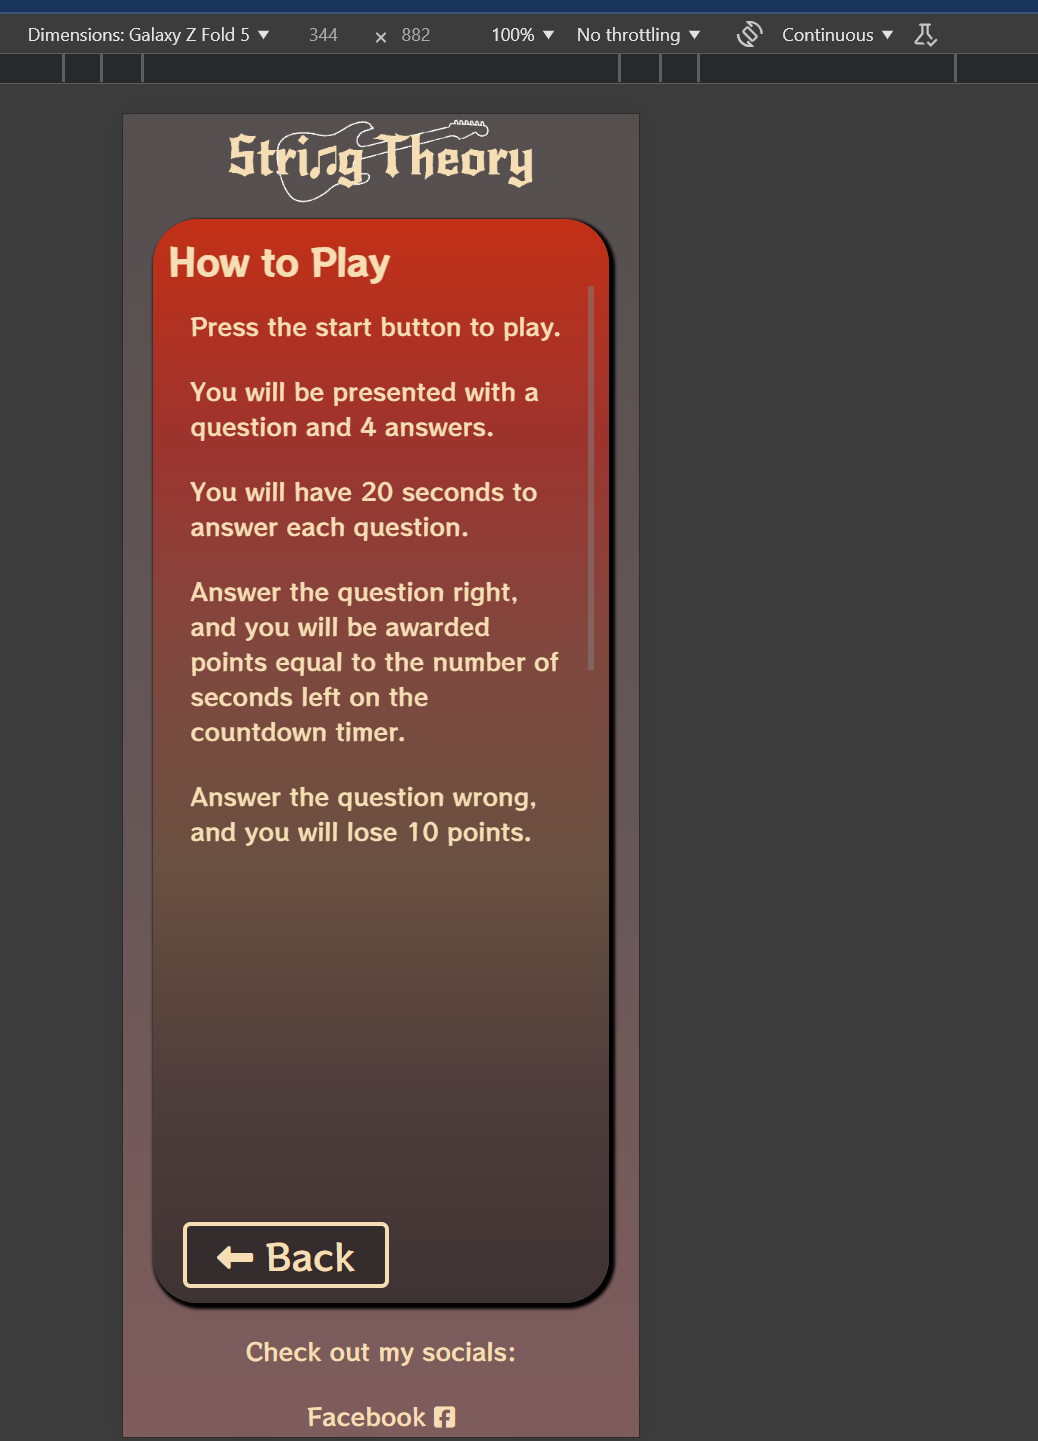 Dimensions: Galaxy Z Fold 5 344 × 882 100% No throttling Continuous
String Theory
How to Play
Press the start button to play.
You will be presented with a
question and 4 answers.
You will have 20 seconds to
answer each question.
Answer the question right,
and you will be awarded
points equal to the number of
seconds left on the
countdown timer.
Answer the question wrong,
and you will lose 10 points.
Back
Check out my socials:
Facebook